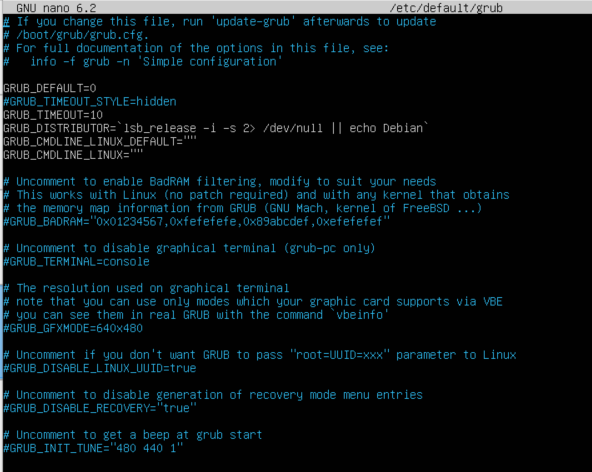 GNU nano 6.2 /etc/default/grub
# If you change this file, run 'update-grub' afterwards to update
# /boot/grub/grub.cfg.
# For full documentation of the options in this file, see:
#   info -f grub -n 'Simple configuration'
GRUB_DEFAULT=0
#GRUB_TIMEOUT_STYLE=hidden
GRUB_TIMEOUT=10
GRUB_DISTRIBUTOR=`lsb_release -i -s 2> /dev/null || echo Debian`
GRUB_CMDLINE_LINUX_DEFAULT=""
GRUB_CMDLINE_LINUX=""
# Uncomment to enable BadRAM filtering, modify to suit your needs
# This works with Linux (no patch required) and with any kernel that obtains
# the memory map information from GRUB (GNU Mach, kernel of FreeBSD ...)
#GRUB_BADRAM="0x01234567,0xfefefefe,0x89abcdef,0xefefefef"
# Uncomment to disable graphical terminal (grub-pc only)
#GRUB_TERMINAL=console
# The resolution used on graphical terminal
# note that you can use only modes which your graphic card supports via VBE
# you can see them in real GRUB with the command `vbeinfo'
#GRUB_GFXMODE=640x480
# Uncomment if you don't want GRUB to pass "root=UUID=xxx" parameter to Linux
#GRUB_DISABLE_LINUX_UUID=true
# Uncomment to disable generation of recovery mode menu entries
#GRUB_DISABLE_RECOVERY="true"
# Uncomment to get a beep at grub start
#GRUB_INIT_TUNE="480 440 1"